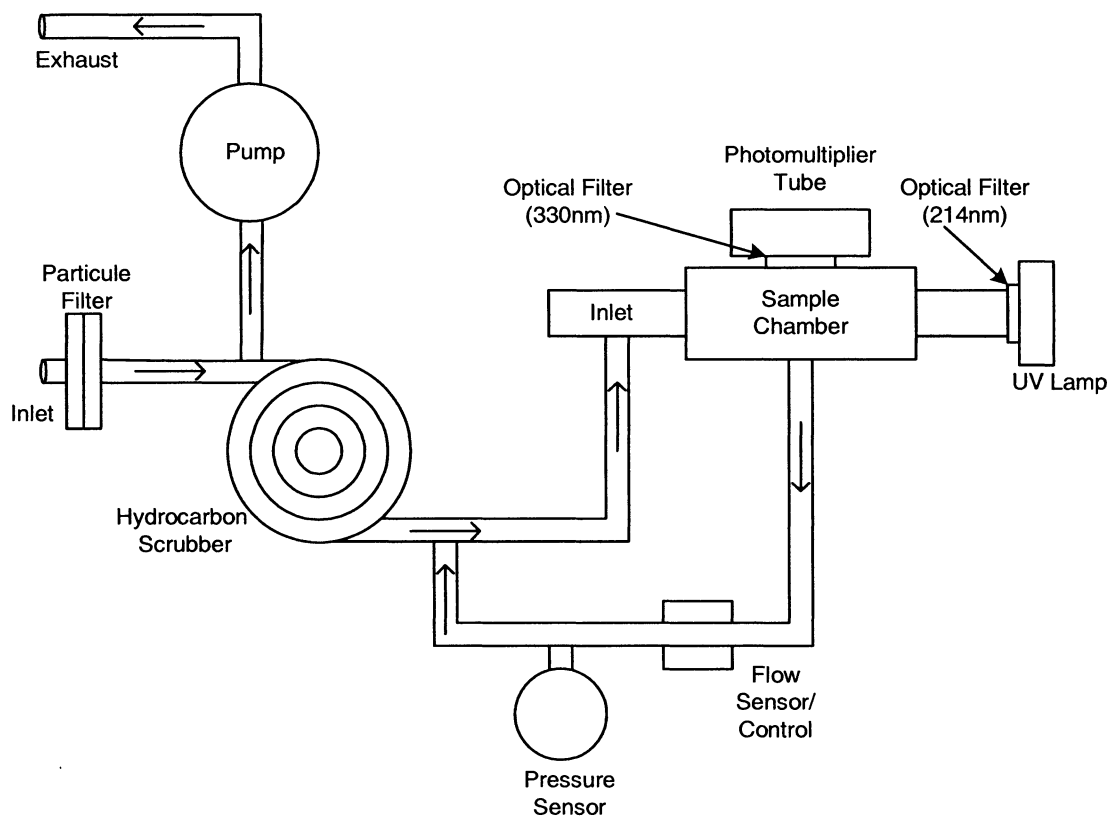 Exhaust
Pump
Photomultiplier
Tube
Optical Filter
(330nm)
Optical Filter
(214nm)
Particule
Filter
Inlet
Sample
Chamber
UV Lamp
Inlet
Hydrocarbon
Scrubber
Flow
Sensor/
Control
Pressure
Sensor